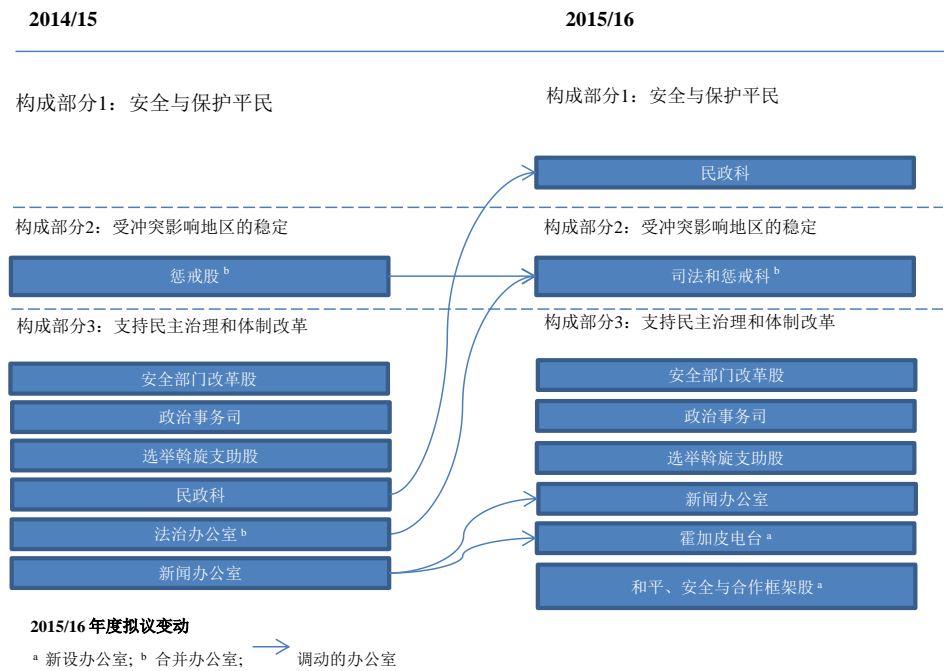 2014/15
2015/16
构成部分1：安全与保护平民
构成部分1：安全与保护平民
民政科
构成部分2：受冲突影响地区的稳定
构成部分2：受冲突影响地区的稳定
惩戒股 ᵇ
司法和惩戒科 ᵇ
构成部分3：支持民主治理和体制改革
构成部分3：支持民主治理和体制改革
安全部门改革股
安全部门改革股
政治事务司
政治事务司
选举斡旋支助股
选举斡旋支助股
民政科
新闻办公室
法治办公室 ᵇ
霍加皮电台 ᵃ
新闻办公室
和平、安全与合作框架股 ᵃ
2015/16 年度拟议变动
ᵃ 新设办公室; ᵇ 合并办公室; 调动的办公室